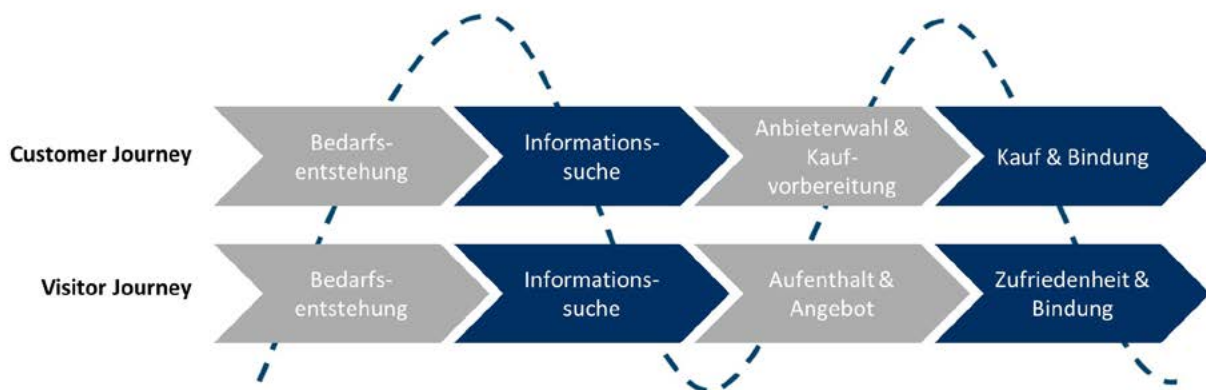 Customer Journey
Bedarfs-
entstehung
Informations-
suche
Anbieterwahl &
Kauf-
vorbereitung
Kauf & Bindung
Visitor Journey
Bedarfs-
entstehung
Informations-
suche
Aufenthalt &
Angebot
Zufriedenheit &
Bindung